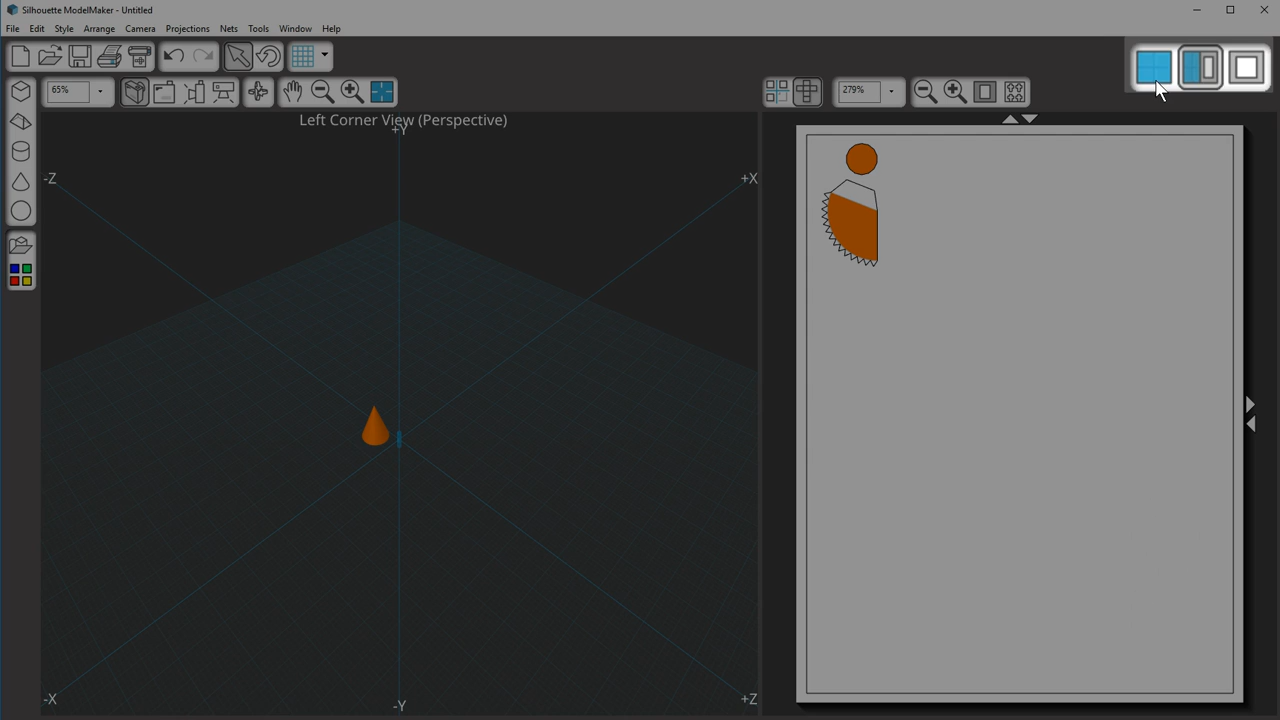 Silhouette ModelMaker - Untitled
File Edit Style Arrange Camera Projections Nets Tools Window Help
65%
279%
Left Corner View (Perspective)
+Y
-Z
+X
-X
-Y
+Z